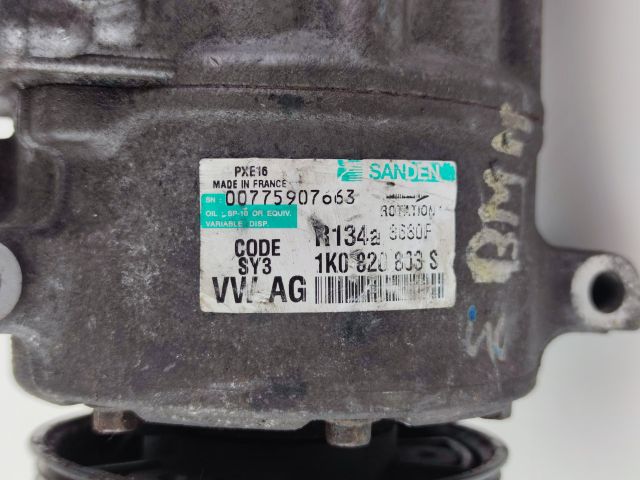 PXE16
SANDEN
MADE IN FRANCE
SN : 00775907663
ROTATION
OIL : SP-10 OR EQUIV.
VARIABLE DISP.
R134a 8680F
CODE
SY3
1K0 820 803 S
VW AG